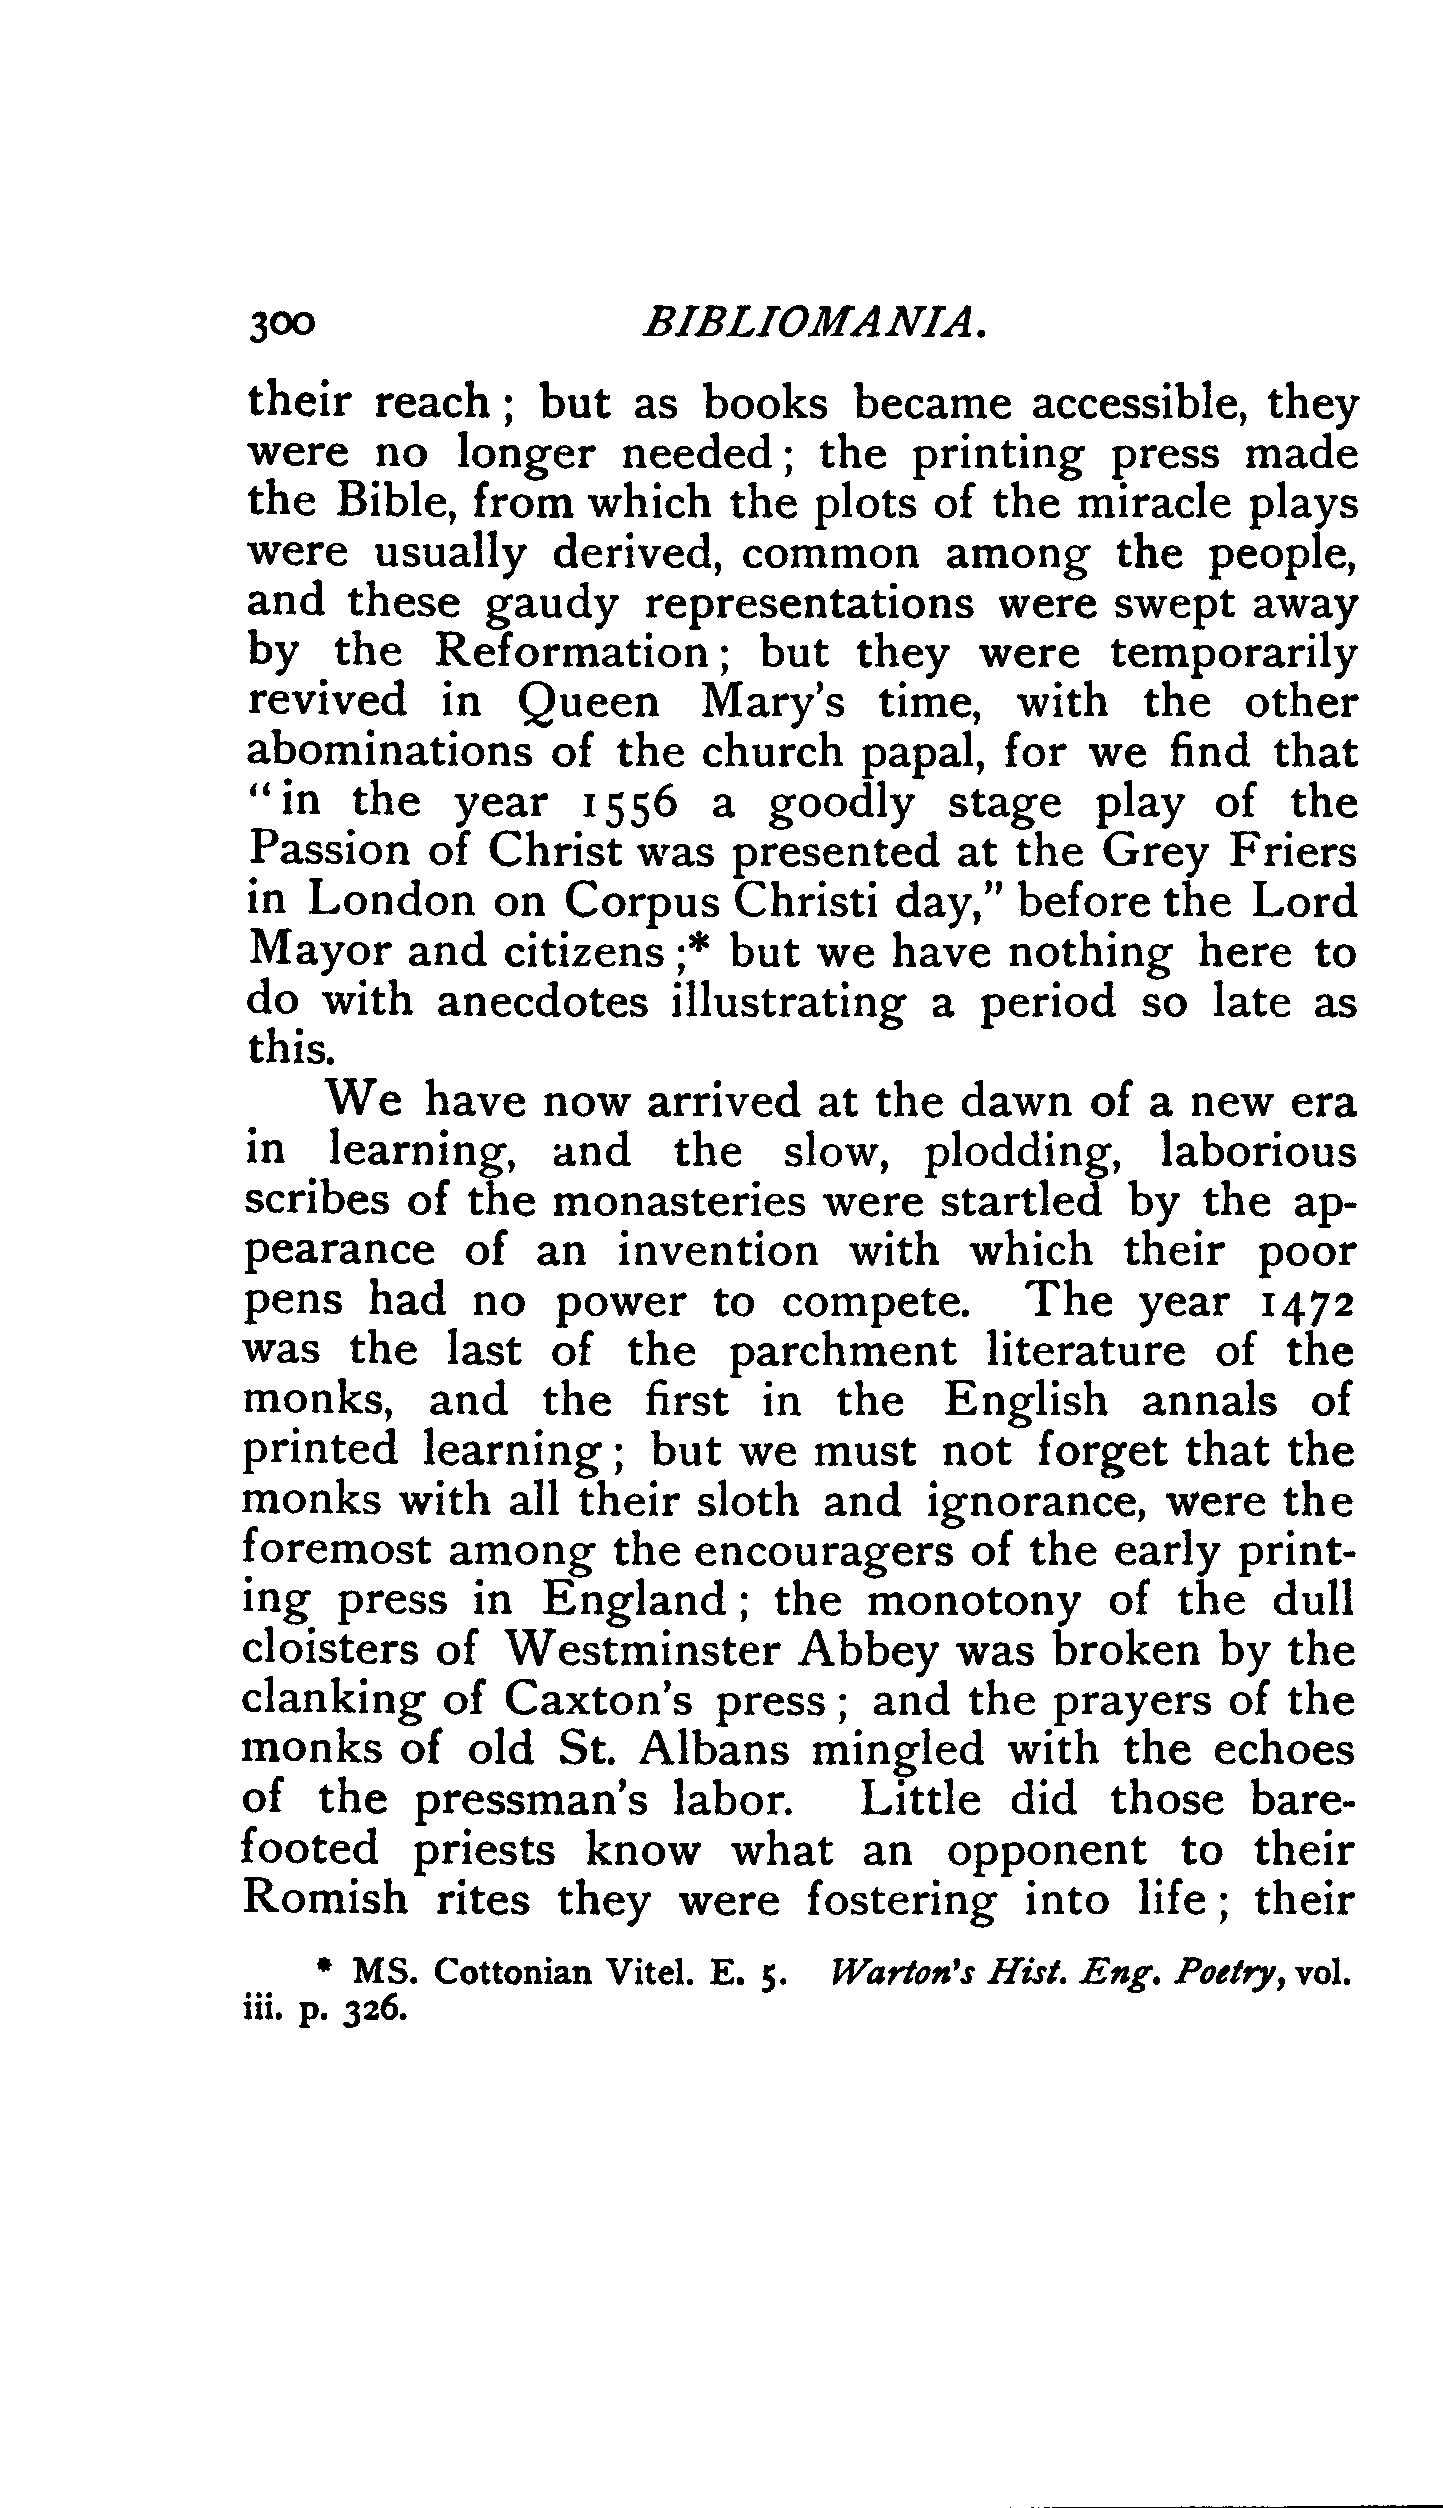 300 BIBLIOMANIA.
their reach; but as books became accessible, they
were no longer needed; the printing press made
the Bible, from which the plots of the miracle plays
were usually derived, common among the people,
and these gaudy representations were swept away
by the Reformation; but they were temporarily
revived in Queen Mary's time, with the other
abominations of the church papal, for we find that
"in the year 1556 a goodly stage play of the
Passion of Christ was presented at the Grey Friers
in London on Corpus Christi day," before the Lord
Mayor and citizens;* but we have nothing here to
do with anecdotes illustrating a period so late as
this.
We have now arrived at the dawn of a new era
in learning, and the slow, plodding, laborious
scribes of the monasteries were startled by the ap-
pearance of an invention with which their poor
pens had no power to compete. The year 1472
was the last of the parchment literature of the
monks, and the first in the English annals of
printed learning; but we must not forget that the
monks with all their sloth and ignorance, were the
foremost among the encouragers of the early print-
ing press in England; the monotony of the dull
cloisters of Westminster Abbey was broken by the
clanking of Caxton's press; and the prayers of the
monks of old St. Albans mingled with the echoes
of the pressman's labor. Little did those bare-
footed priests know what an opponent to their
Romish rites they were fostering into life; their
* MS. Cottonian Vitel. E. 5. Warton's Hist. Eng. Poetry, vol.
iii. p. 326.